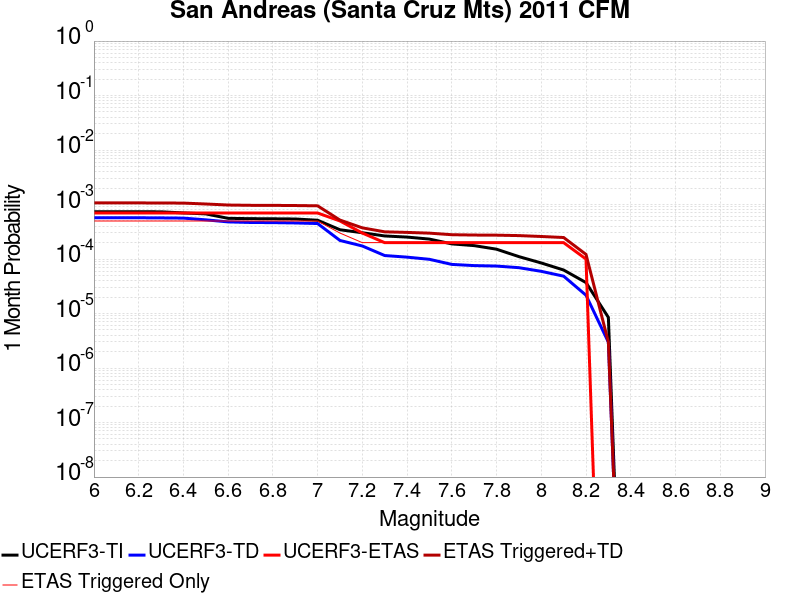 San Andreas (Santa Cruz Mts) 2011 CFM
10^0
10^-1
10^-2
10^-3
10^-4
10^-5
10^-6
10^-7
10^-8
1 Month Probability
6 6.2 6.4 6.6 6.8 7 7.2 7.4 7.6 7.8 8 8.2 8.4 8.6 8.8 9
Magnitude
UCERF3-TI UCERF3-TD UCERF3-ETAS ETAS Triggered+TD
ETAS Triggered Only